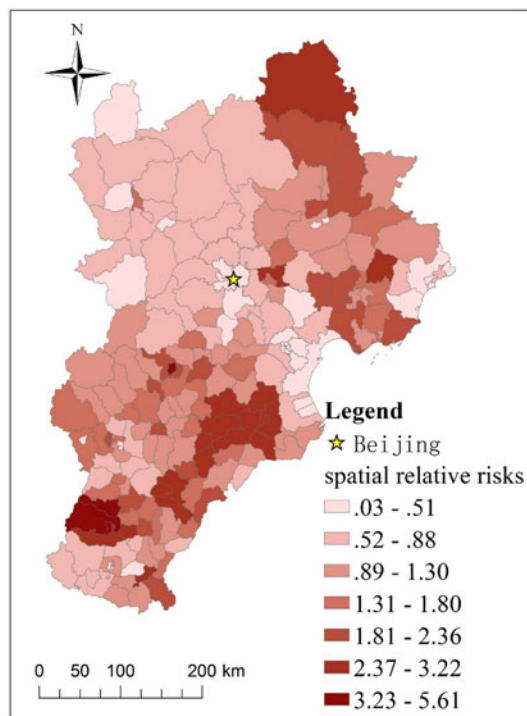 N
Legend
Beijing
spatial relative risks
.03 - .51
.52 - .88
.89 - 1.30
1.31 - 1.80
1.81 - 2.36
2.37 - 3.22
3.23 - 5.61
0 50 100 200 km